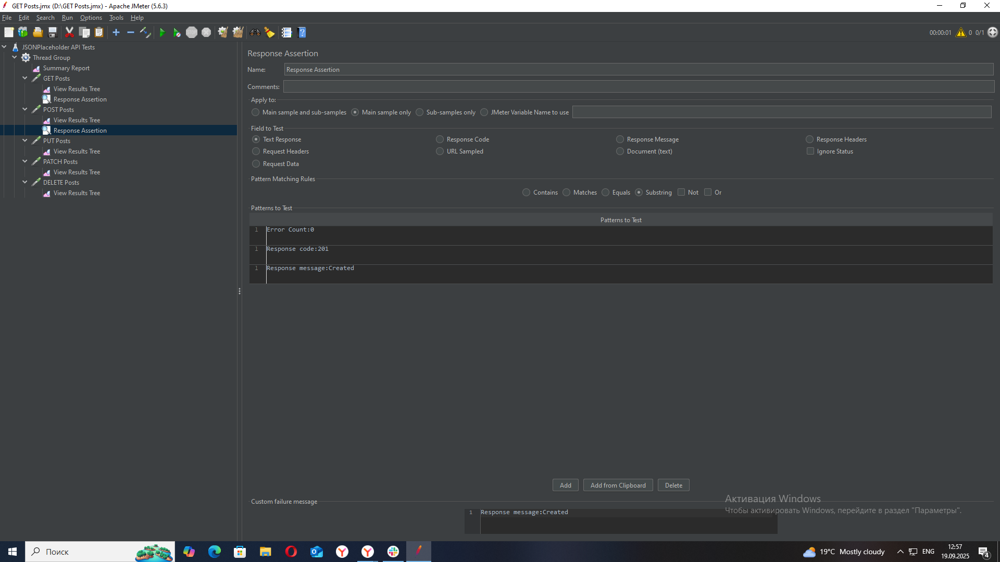 GET Posts.jmx (D:\GET Posts.jmx) - Apache JMeter (5.6.3)
File Edit Search Run Options Tools Help
STOP
00:00:01 0 0/1
JSONPlaceholder API Tests
Thread Group
Summary Report
GET Posts
View Results Tree
Response Assertion
POST Posts
View Results Tree
Response Assertion
PUT Posts
View Results Tree
PATCH Posts
View Results Tree
DELETE Posts
View Results Tree
Response Assertion
Name: Response Assertion
Comments:
Apply to:
Main sample and sub-samples Main sample only Sub-samples only JMeter Variable Name to use
Field to Test
Text Response Response Code Response Message Response Headers
Request Headers URL Sampled Document (text) Ignore Status
Request Data
Pattern Matching Rules
Contains Matches Equals Substring Not Or
Patterns to Test
Patterns to Test
1 Error Count:0
1 Response code:201
1 Response message:Created
Add Add from Clipboard Delete
Custom failure message
1 Response message:Created
Активация Windows
Чтобы активировать Windows, перейдите в раздел "Параметры".
Поиск
19°C Mostly cloudy
ENG
12:57
19.09.2025
4